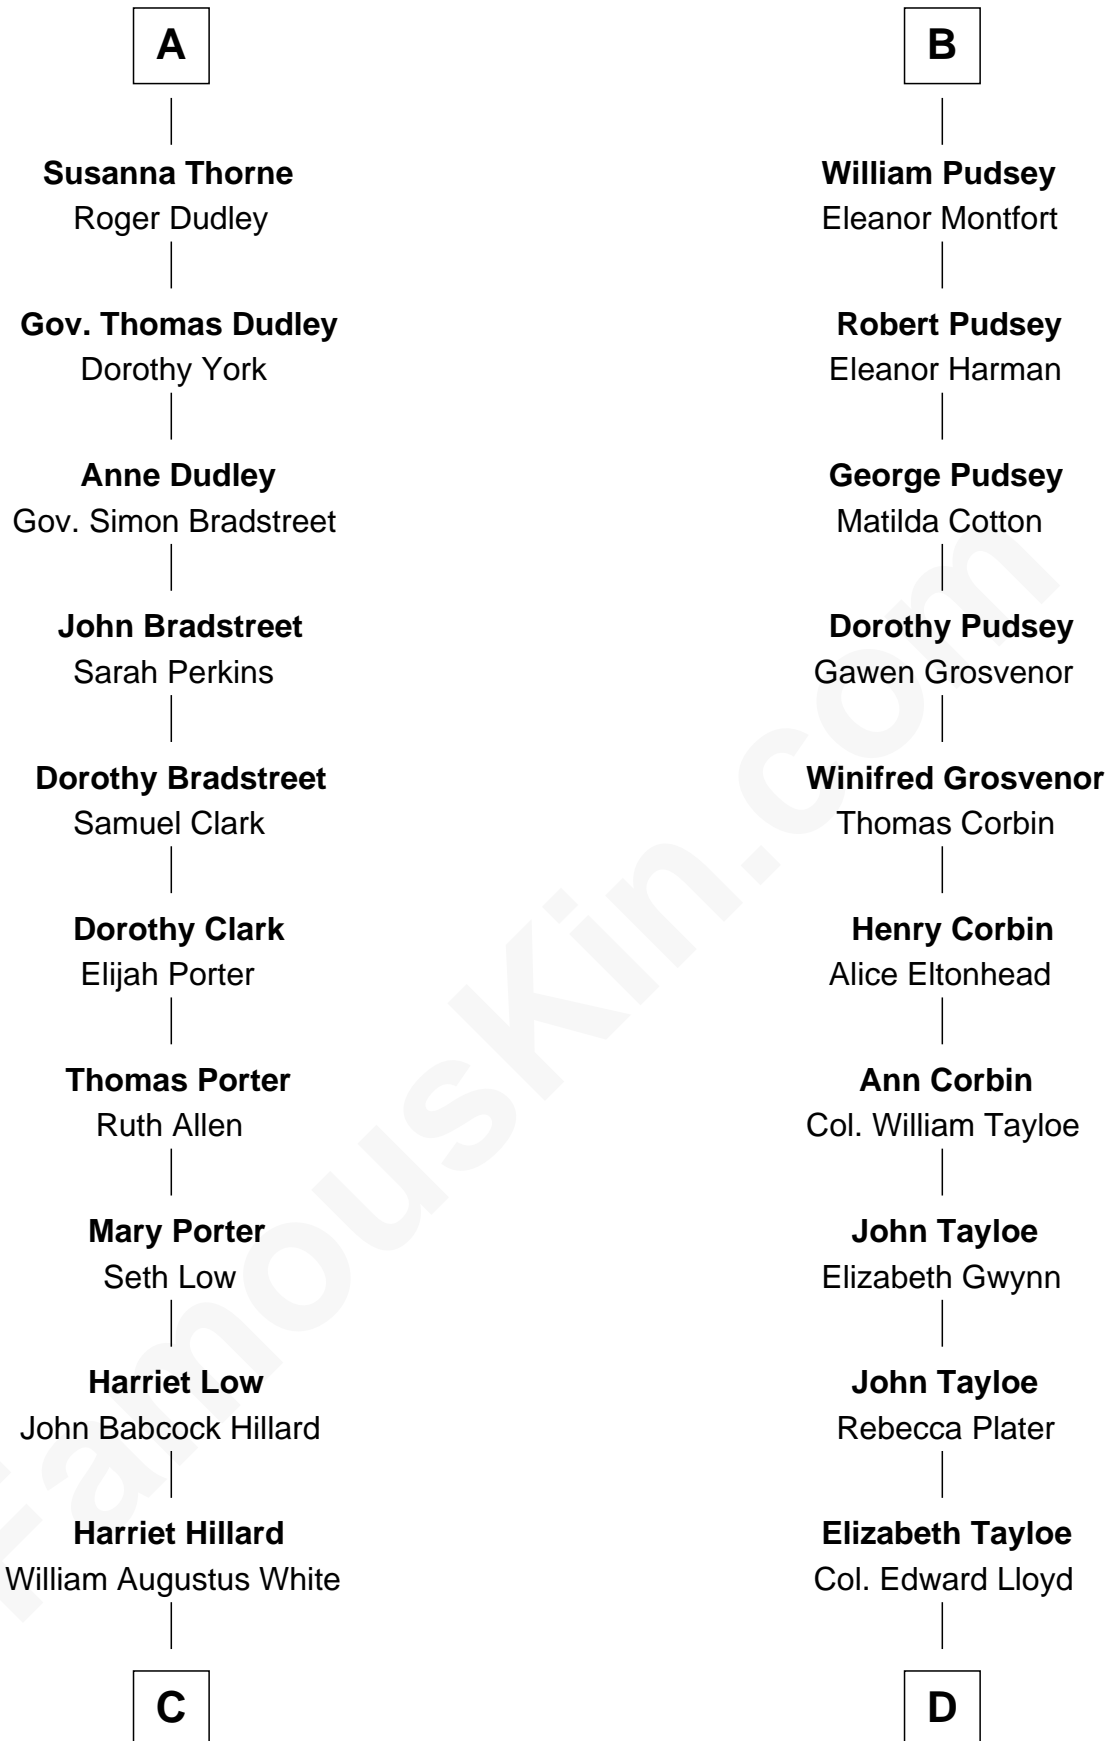 A
Susanna Thorne
Roger Dudley
Gov. Thomas Dudley
Dorothy York
Anne Dudley
Gov. Simon Bradstreet
John Bradstreet
Sarah Perkins
Dorothy Bradstreet
Samuel Clark
Dorothy Clark
Elijah Porter
Thomas Porter
Ruth Allen
Mary Porter
Seth Low
Harriet Low
John Babcock Hillard
Harriet Hillard
William Augustus White
C
B
William Pudsey
Eleanor Montfort
Robert Pudsey
Eleanor Harman
George Pudsey
Matilda Cotton
Dorothy Pudsey
Gawen Grosvenor
Winifred Grosvenor
Thomas Corbin
Henry Corbin
Alice Eltonhead
Ann Corbin
Col. William Tayloe
John Tayloe
Elizabeth Gwynn
John Tayloe
Rebecca Plater
Elizabeth Tayloe
Col. Edward Lloyd
D
FamousKin.com